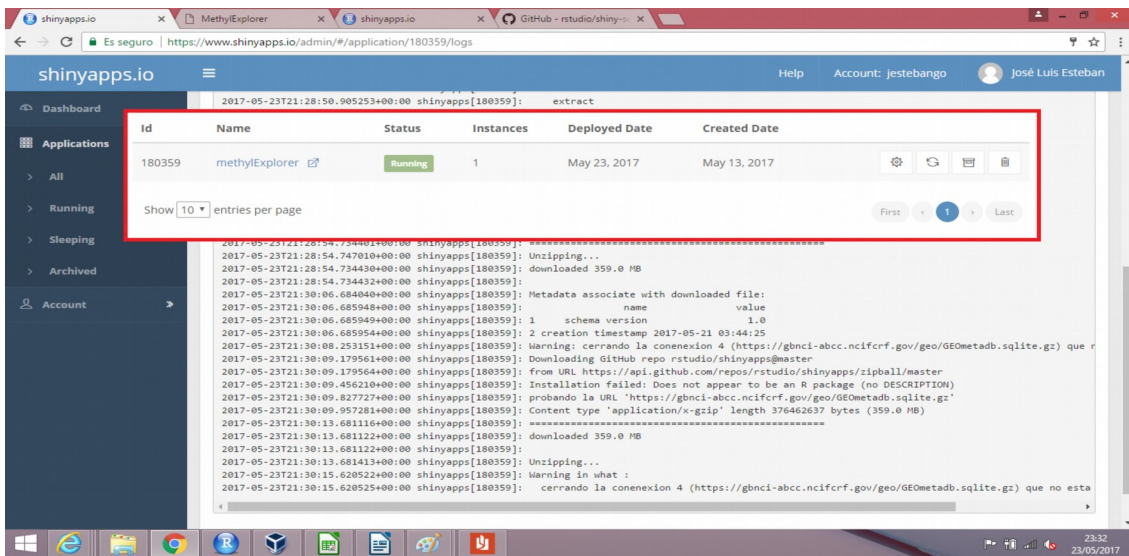 shinyapps.io
MethylExplorer
shinyapps.io
GitHub - rstudio/shiny-s
Es seguro | https://www.shinyapps.io/admin/#/application/180359/logs
shinyapps.io
Help
Account: jestebango
José Luis Esteban
Dashboard
Applications
All
Running
Sleeping
Archived
Account
2017-05-23T21:28:50.905253+00:00 shinyapps[180359]: extract
Id Name Status Instances Deployed Date Created Date
180359 methylExplorer Running 1 May 23, 2017 May 13, 2017
Show 10 entries per page
First ‹ 1 › Last
2017-05-23T21:28:54.734401+00:00 shinyapps[180359]: ==================================================
2017-05-23T21:28:54.747010+00:00 shinyapps[180359]: Unzipping...
2017-05-23T21:28:54.734430+00:00 shinyapps[180359]: downloaded 359.0 MB
2017-05-23T21:28:54.734432+00:00 shinyapps[180359]:
2017-05-23T21:30:06.684040+00:00 shinyapps[180359]: Metadata associate with downloaded file:
2017-05-23T21:30:06.685948+00:00 shinyapps[180359]: name value
2017-05-23T21:30:06.685949+00:00 shinyapps[180359]: 1 schema version 1.0
2017-05-23T21:30:06.685954+00:00 shinyapps[180359]: 2 creation timestamp 2017-05-21 03:44:25
2017-05-23T21:30:08.253151+00:00 shinyapps[180359]: Warning: cerrando la conenexion 4 (https://gbnci-abcc.ncifcrf.gov/geo/GEOmetadb.sqlite.gz) que r
2017-05-23T21:30:09.179561+00:00 shinyapps[180359]: Downloading GitHub repo rstudio/shinyapps@master
2017-05-23T21:30:09.179564+00:00 shinyapps[180359]: from URL https://api.github.com/repos/rstudio/shinyapps/zipball/master
2017-05-23T21:30:09.456210+00:00 shinyapps[180359]: Installation failed: Does not appear to be an R package (no DESCRIPTION)
2017-05-23T21:30:09.827727+00:00 shinyapps[180359]: probando la URL 'https://gbnci-abcc.ncifcrf.gov/geo/GEOmetadb.sqlite.gz'
2017-05-23T21:30:09.957281+00:00 shinyapps[180359]: Content type 'application/x-gzip' length 376462637 bytes (359.0 MB)
2017-05-23T21:30:13.681116+00:00 shinyapps[180359]: ==================================================
2017-05-23T21:30:13.681122+00:00 shinyapps[180359]: downloaded 359.0 MB
2017-05-23T21:30:13.681122+00:00 shinyapps[180359]:
2017-05-23T21:30:13.681413+00:00 shinyapps[180359]: Unzipping...
2017-05-23T21:30:15.620522+00:00 shinyapps[180359]: Warning in what :
2017-05-23T21:30:15.620525+00:00 shinyapps[180359]: cerrando la conenexion 4 (https://gbnci-abcc.ncifcrf.gov/geo/GEOmetadb.sqlite.gz) que no esta
23:32
23/05/2017